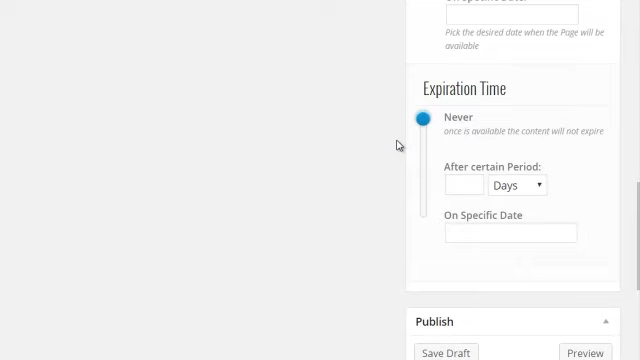 Pick the desired date when the Page will be
available
Expiration Time
Never
once is available the content will not expire
After certain Period:
Days
On Specific Date
Publish
Save Draft
Preview